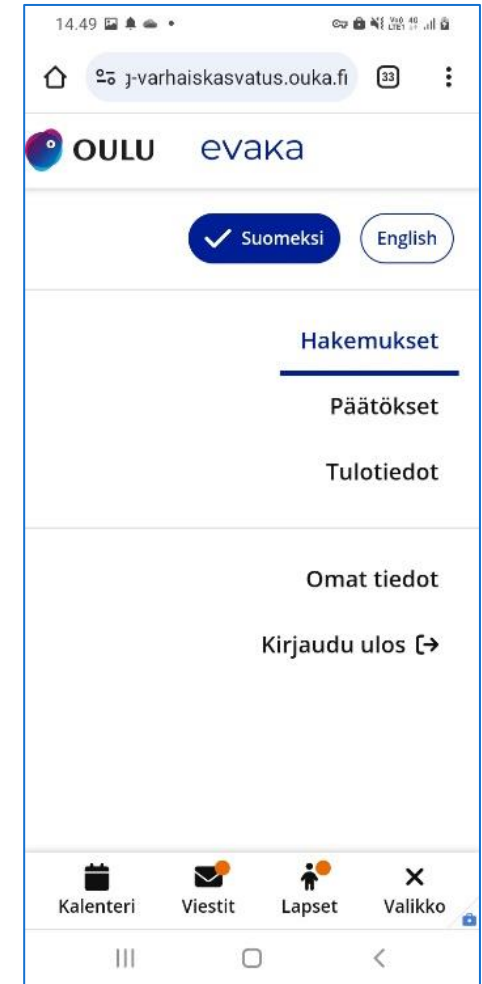 14.49
g-varhaiskasvatus.ouka.fi 33
OULU evaka
Suomeksi English
Hakemukset
Päätökset
Tulotiedot
Omat tiedot
Kirjaudu ulos
Kalenteri Viestit Lapset Valikko